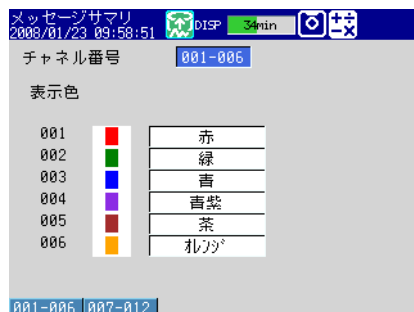 メッセージサマリ
2008/01/23 09:58:51 DISP 34min
チャネル番号 001-006
表示色
001 赤
002 緑
003 青
004 青紫
005 茶
006 ｵﾚﾝｼﾞ
001-006 007-012